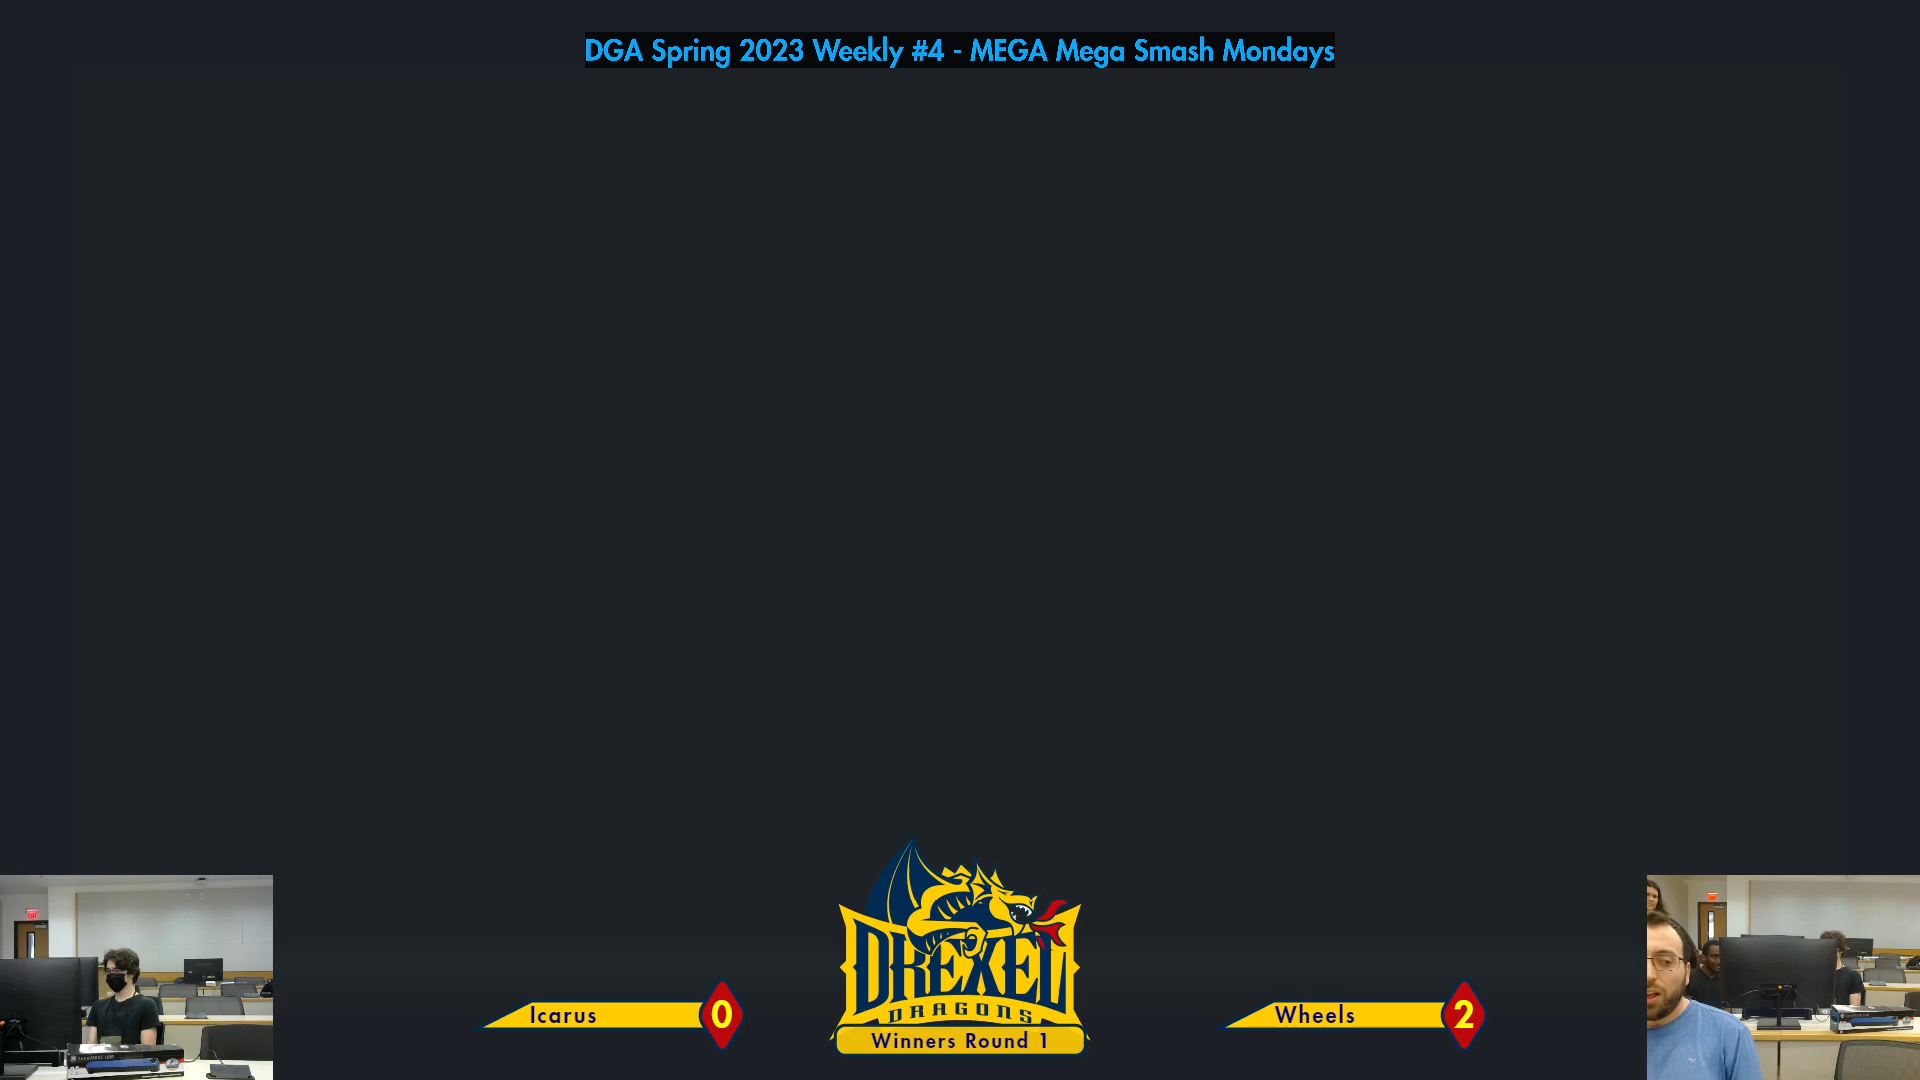 DGA Spring 2023 Weekly #4 - MEGA Mega Smash Mondays
Icarus 0
DREXEL
DRAGONS
Winners Round 1
Wheels 2